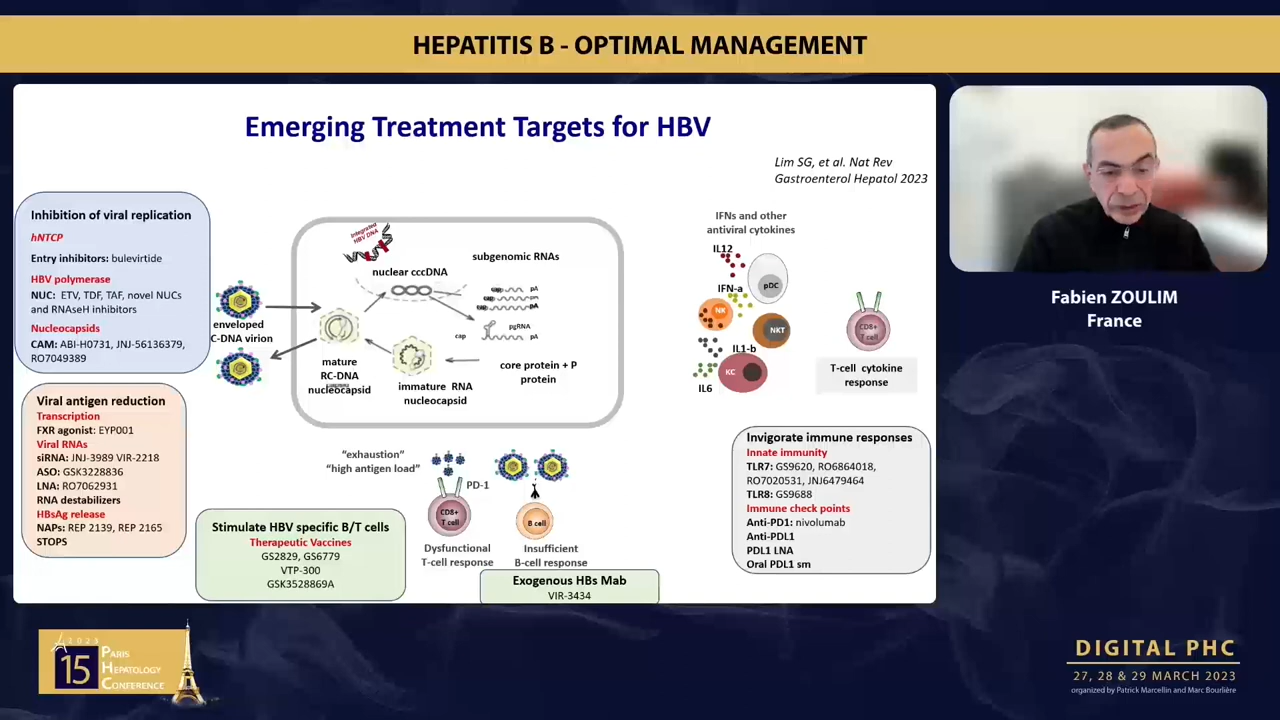 HEPATITIS B - OPTIMAL MANAGEMENT
Emerging Treatment Targets for HBV
Lim SG, et al. Nat Rev
Gastroenterol Hepatol 2023
Inhibition of viral replication
hNTCP
Entry inhibitors: bulevirtide
HBV polymerase
NUC: ETV, TDF, TAF, novel NUCs
and RNAseH inhibitors
Nucleocapsids
CAM: ABI-H0731, JNJ-56136379,
RO7049389
Viral antigen reduction
Transcription
FXR agonist: EYP001
Viral RNAs
siRNA: JNJ-3989 VIR-2218
ASO: GSK3228836
LNA: RO7062931
RNA destabilizers
HBsAg release
NAPs: REP 2139, REP 2165
STOPS
enveloped
C-DNA virion
Integrated
HBV DNA
nuclear cccDNA
subgenomic RNAs
pA
pA
pA
pgRNA
cap
pA
mature
RC-DNA
nucleocapsid
immature RNA
nucleocapsid
core protein + P
protein
IFNs and other
antiviral cytokines
IL12
pDC
IFN-a
NK
NKT
IL1-b
KC
IL6
CD8+
T cell
T-cell cytokine
response
"exhaustion"
"high antigen load"
PD-1
CD8+
T cell
B cell
Dysfunctional
T-cell response
Insufficient
B-cell response
Stimulate HBV specific B/T cells
Therapeutic Vaccines
GS2829, GS6779
VTP-300
GSK3528869A
Exogenous HBs Mab
VIR-3434
Invigorate immune responses
Innate immunity
TLR7: GS9620, RO6864018,
RO7020531, JNJ6479464
TLR8: GS9688
Immune check points
Anti-PD1: nivolumab
Anti-PDL1
PDL1 LNA
Oral PDL1 sm
Fabien ZOULIM
France
2023
15
PARIS
HEPATOLOGY
CONFERENCE
DIGITAL PHC
27, 28 & 29 MARCH 2023
organized by Patrick Marcellin and Marc Bourlière